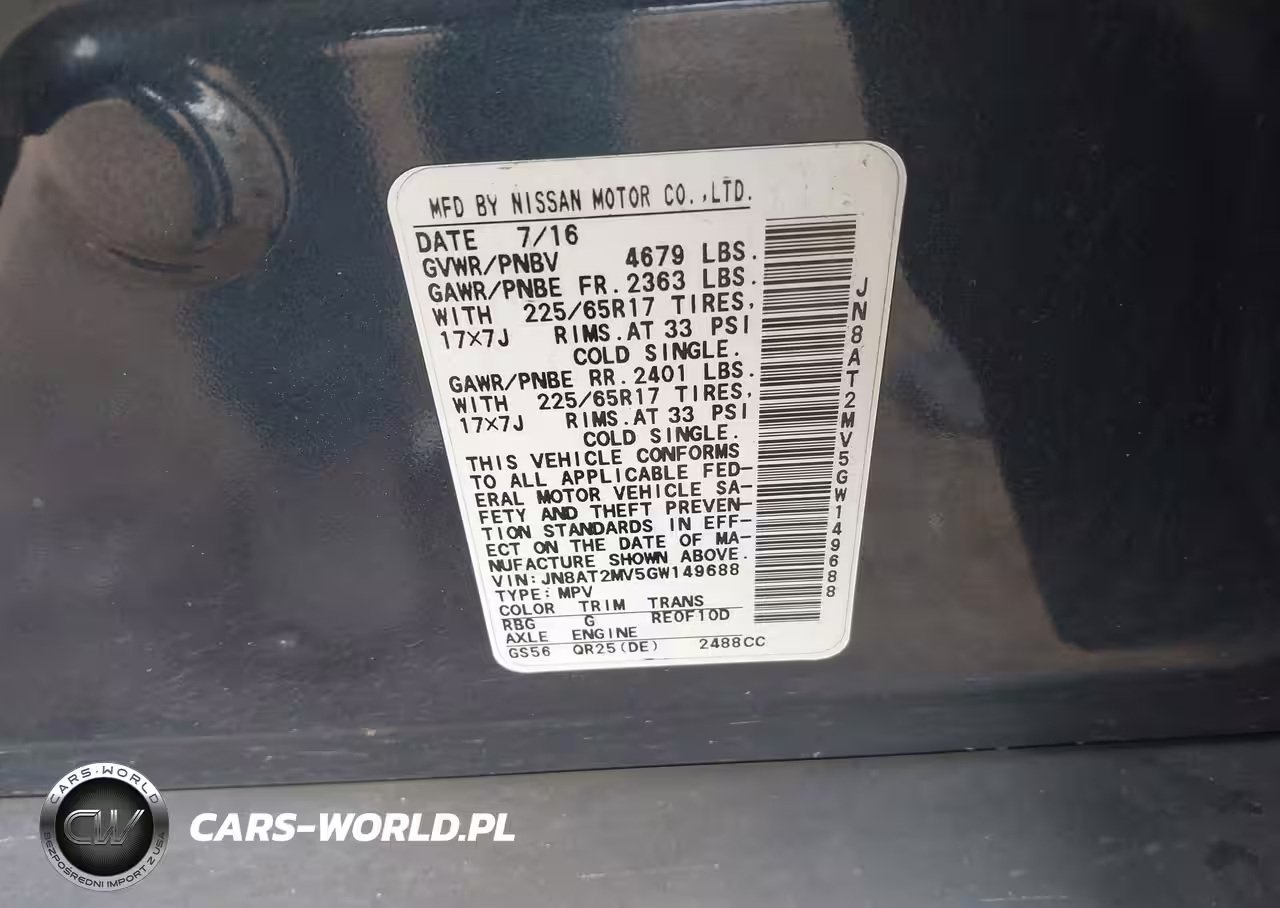 MFD BY NISSAN MOTOR CO.,LTD.
DATE 7/16
GVWR/PNBV 4679 LBS.
GAWR/PNBE FR. 2363 LBS.
WITH 225/65R17 TIRES,
17×7J RIMS.AT 33 PSI
COLD SINGLE.
GAWR/PNBE RR. 2401 LBS.
WITH 225/65R17 TIRES,
17×7J RIMS.AT 33 PSI
COLD SINGLE.
THIS VEHICLE CONFORMS
TO ALL APPLICABLE FED-
ERAL MOTOR VEHICLE SA-
FETY AND THEFT PREVEN-
TION STANDARDS IN EFF-
ECT ON THE DATE OF MA-
NUFACTURE SHOWN ABOVE.
VIN:JN8AT2MV5GW149688
TYPE:MPV
COLOR TRIM TRANS
RBG G RE0F10D
AXLE ENGINE
GS56 QR25(DE) 2488CC
JN8AT2MV5GW149688
CARS-WORLD
CW
BEZPOŚREDNI IMPORT Z USA
CARS-WORLD.PL